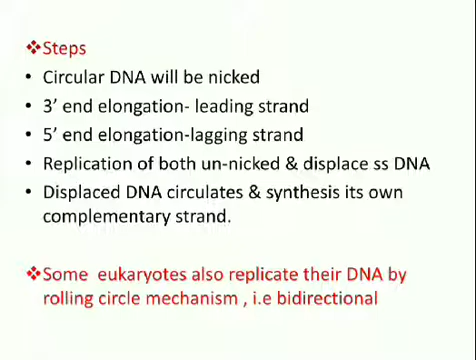 ❖Steps
• Circular DNA will be nicked
• 3’ end elongation- leading strand
• 5’ end elongation-lagging strand
• Replication of both un-nicked & displace ss DNA
• Displaced DNA circulates & synthesis its own
complementary strand.
❖Some eukaryotes also replicate their DNA by
rolling circle mechanism , i.e bidirectional